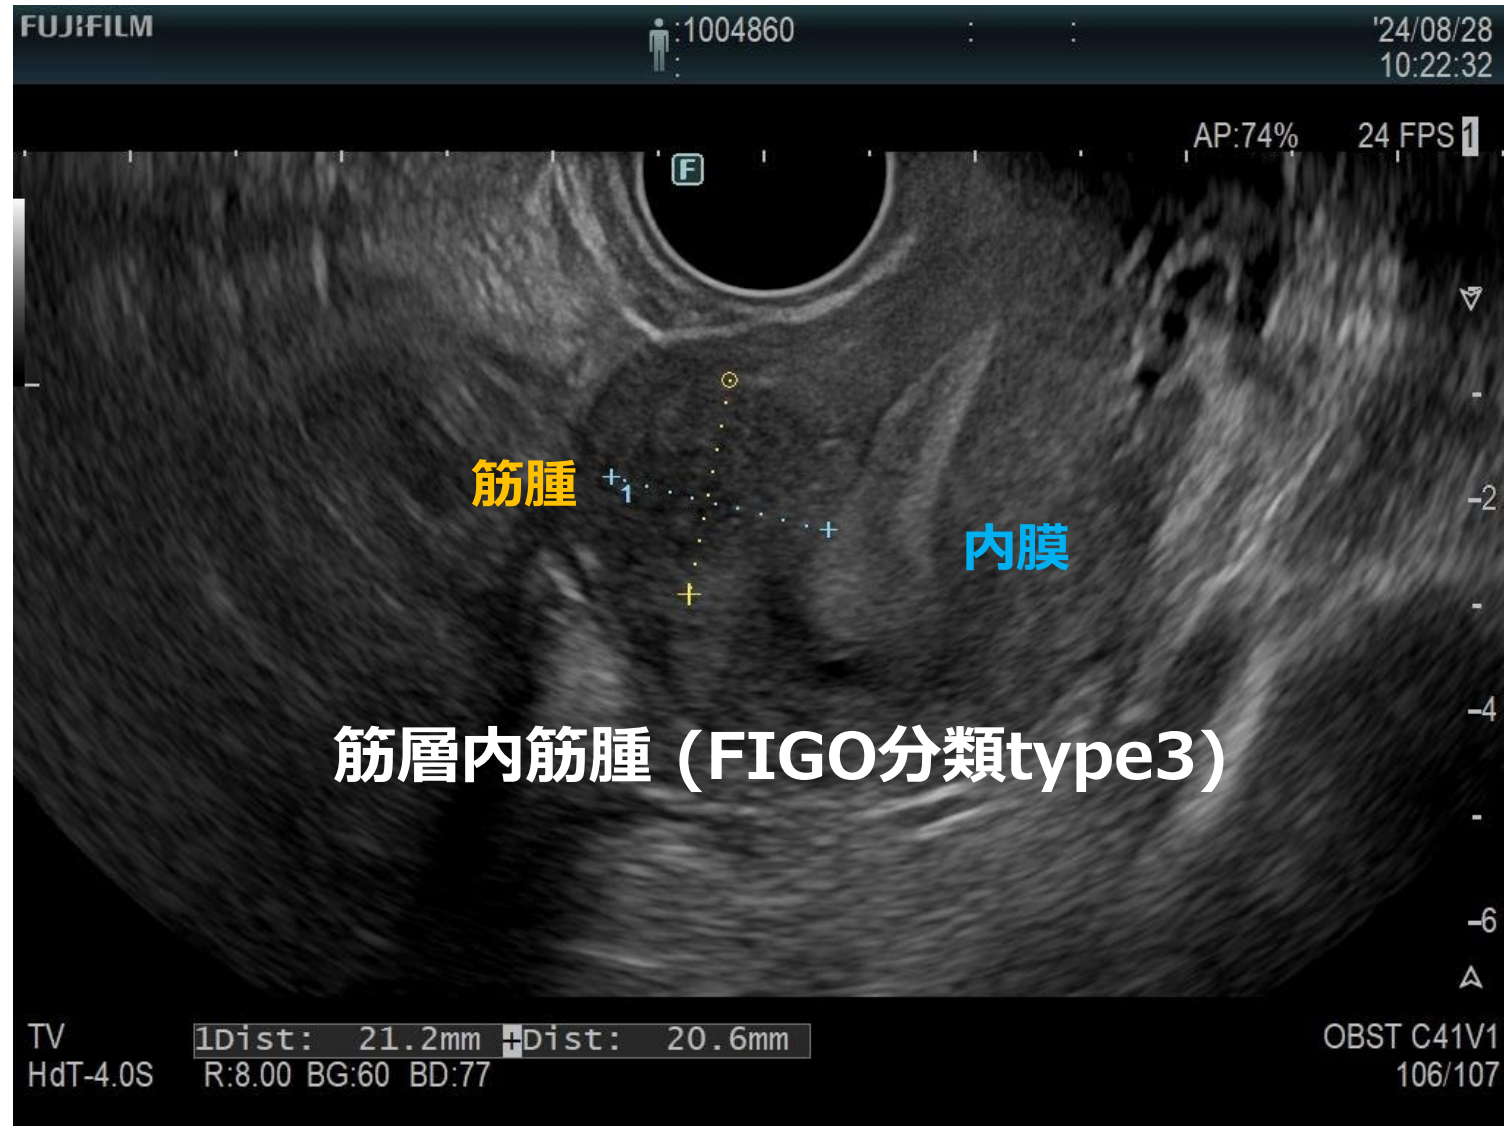 FUJIFILM
:1004860 : : '24/08/28
: 10:22:32
AP:74% 24 FPS 1
F
筋腫
1
2
内膜
4
筋層内筋腫 (FIGO分類type3)
6
TV 1Dist: 21.2mm +Dist: 20.6mm OBST C41V1
HdT-4.0S R:8.00 BG:60 BD:77 106/107